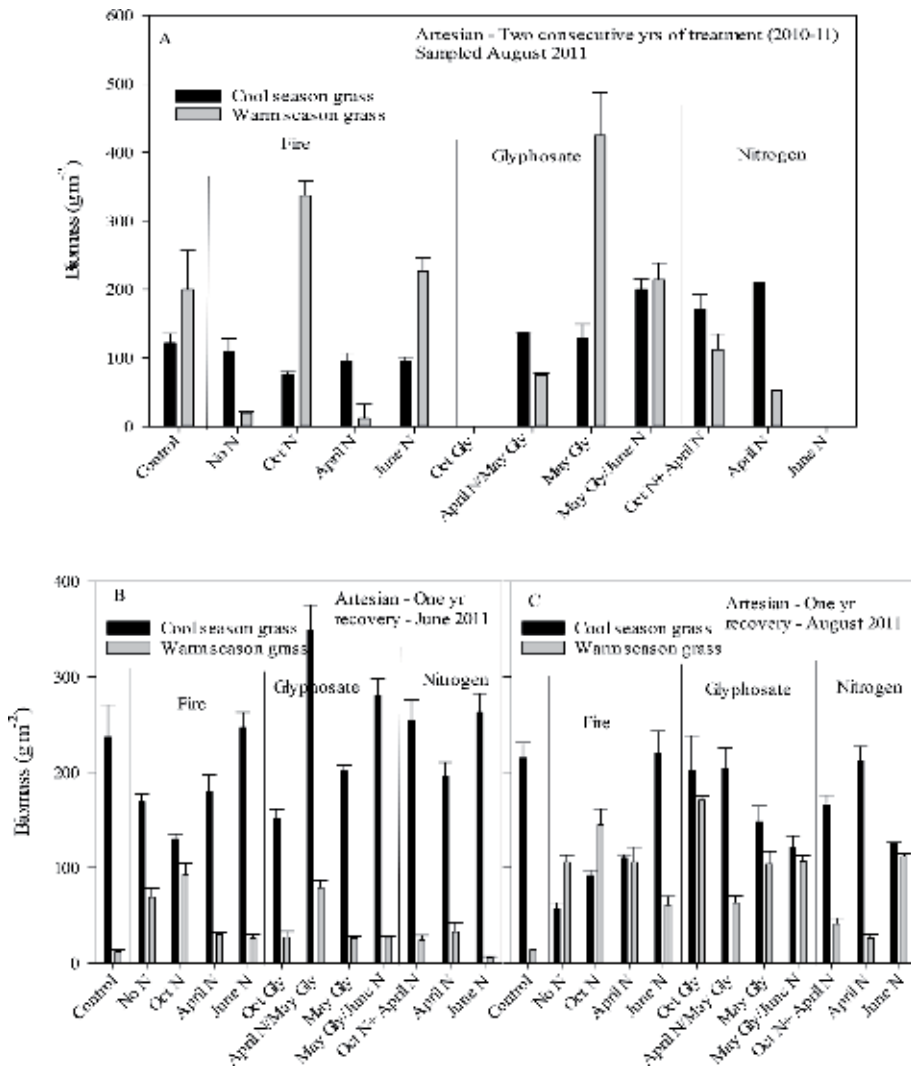 A
Artesian - Two consecutive yrs of treatment (2010-11)
Sampled August 2011
Cool season grass
Warm season grass
Fire
Glyphosate
Nitrogen
Biomass (g m-2)
600
500
400
300
200
100
0
Control
No N
Oct N
April N
June N
Oct Gly
April N/May Gly
May Gly
May Gly/June N
Oct N+ April N
April N
June N
B
Artesian - One yr
recovery - June 2011
Cool season grass
Warm season grass
Fire
Glyphosate
Nitrogen
Biomass (g m-2)
400
300
200
100
0
Control
No N
Oct N
April N
June N
Oct Gly
April N/May Gly
May Gly
May Gly/June N
Oct N+ April N
April N
June N
C
Artesian - One yr
recovery - August 2011
Cool season grass
Warm season grass
Fire
Glyphosate
Nitrogen
Control
No N
Oct N
April N
June N
Oct Gly
April N/May Gly
May Gly
May Gly/June N
Oct N+ April N
April N
June N